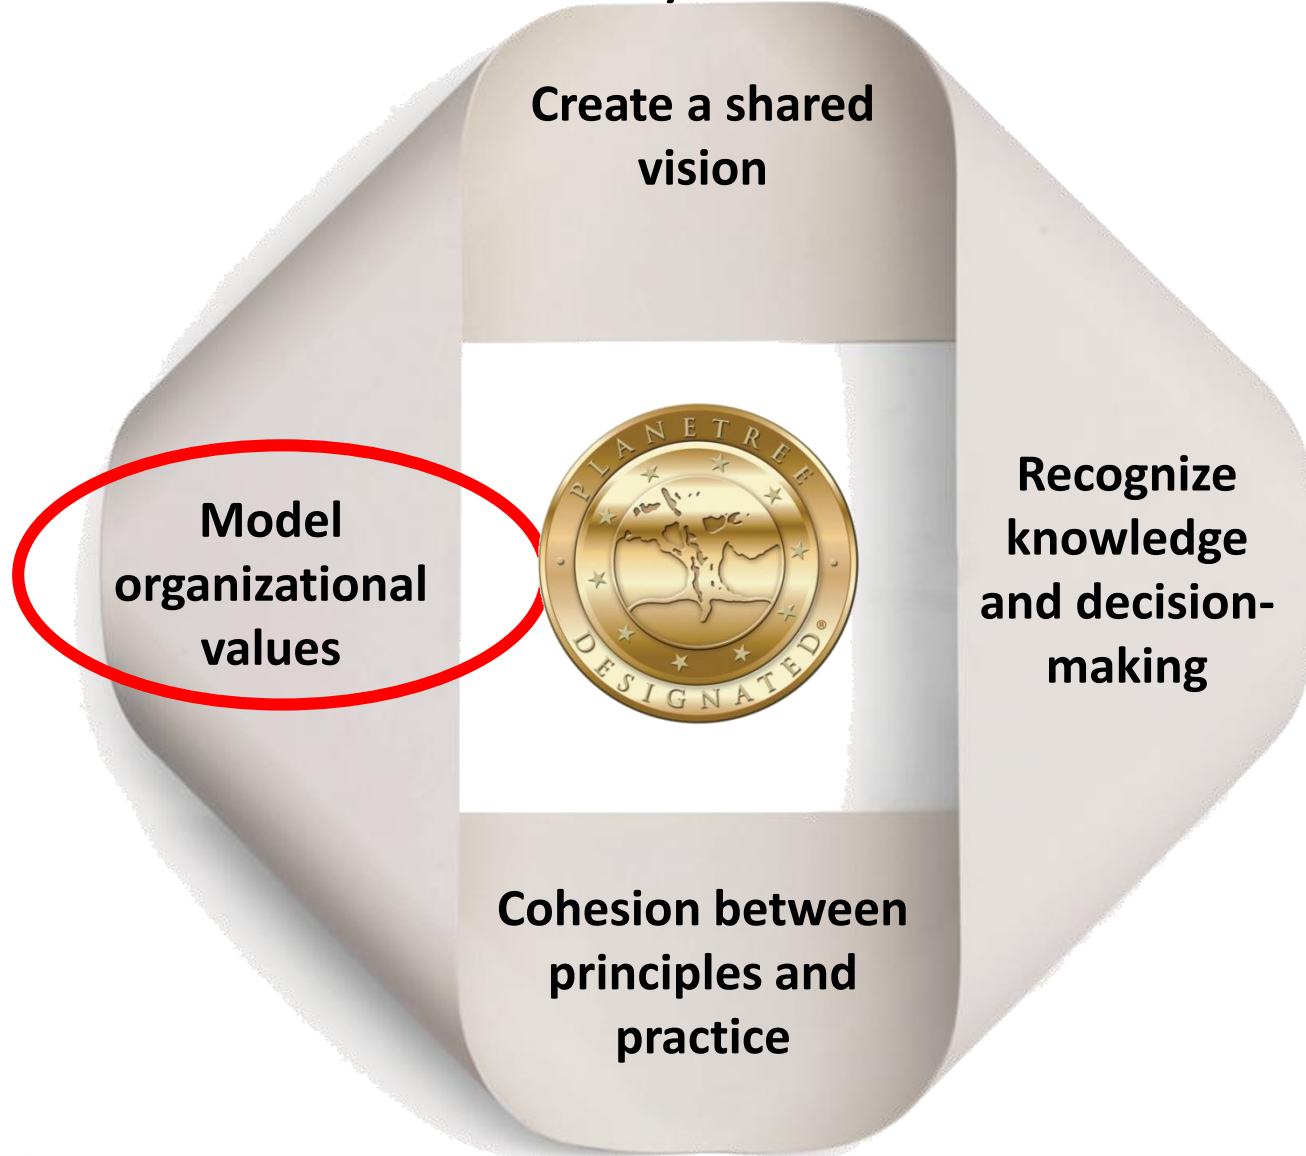 Create a shared
vision
Model
organizational
values
PLANETREE
DESIGNATED®
Recognize
knowledge
and decision-
making
Cohesion between
principles and
practice